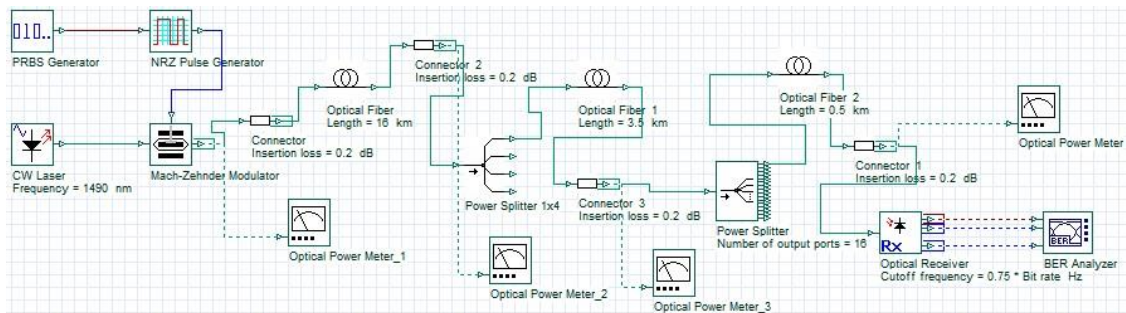 010..
PRBS Generator
NRZ Pulse Generator
Connector 2
Insertion loss = 0.2 dB
Optical Fiber
Length = 16 km
Optical Fiber 1
Length = 3.5 km
Optical Fiber 2
Length = 0.5 km
Connector
Insertion loss = 0.2 dB
Optical Power Meter
CW Laser
Frequency = 1490 nm
Mach-Zehnder Modulator
Connector 1
Insertion loss = 0.2 dB
Power Splitter 1x4
Connector 3
Insertion loss = 0.2 dB
Power Splitter
Number of output ports = 16
Optical Power Meter_1
Rx
Optical Receiver
Cutoff frequency = 0.75 * Bit rate Hz
BER
BER Analyzer
Optical Power Meter_2
Optical Power Meter_3